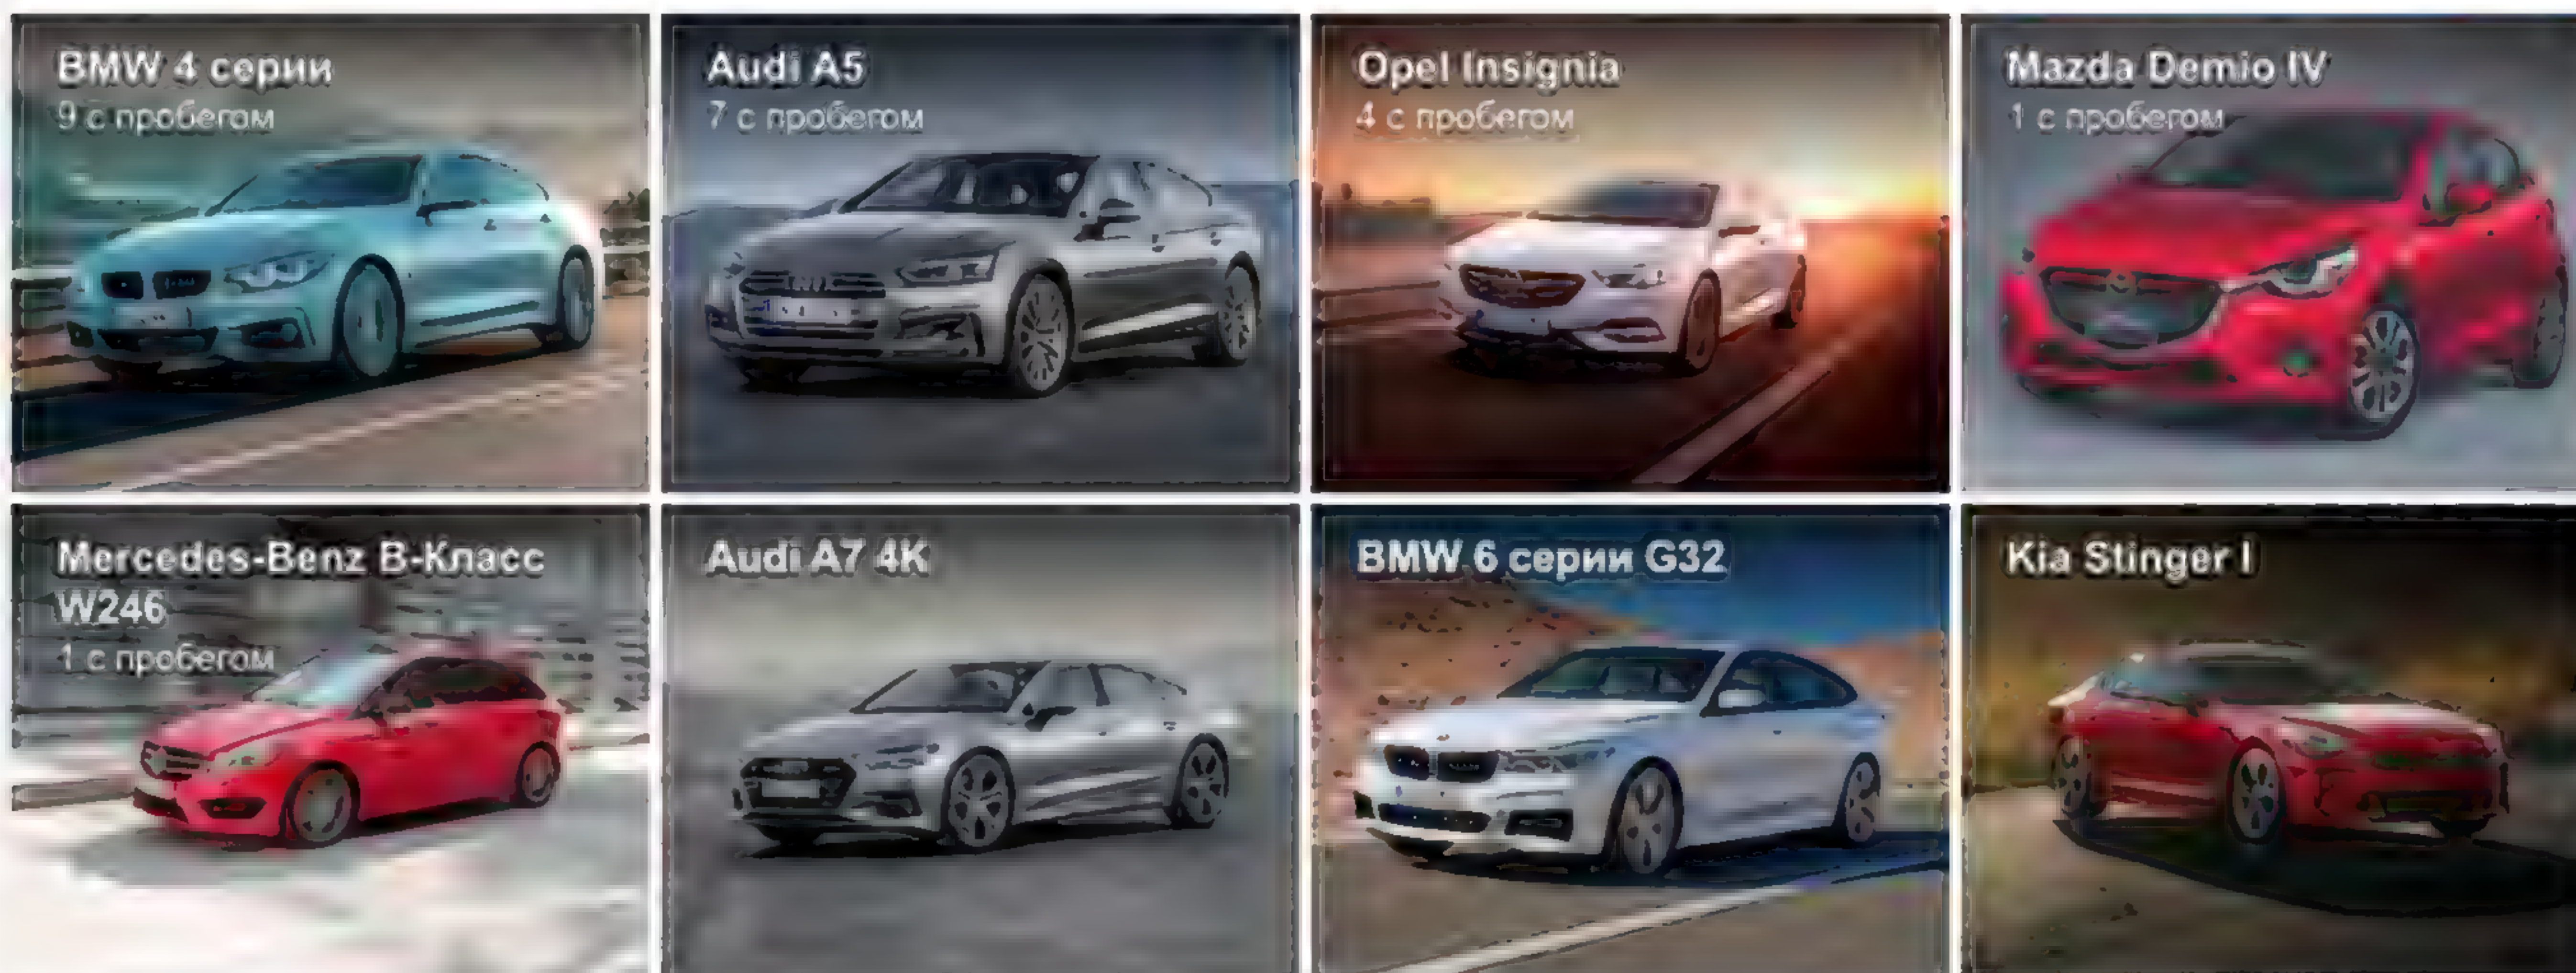 BMW 4 серии
9 с пробегом
Audi A5
7 с пробегом
Opel Insignia
4 с пробегом
Mazda Demio IV
1 с пробегом
Mercedes-Benz B-Класс
W246
1 с пробегом
Audi A7 4K
BMW 6 серии G32
Kia Stinger I